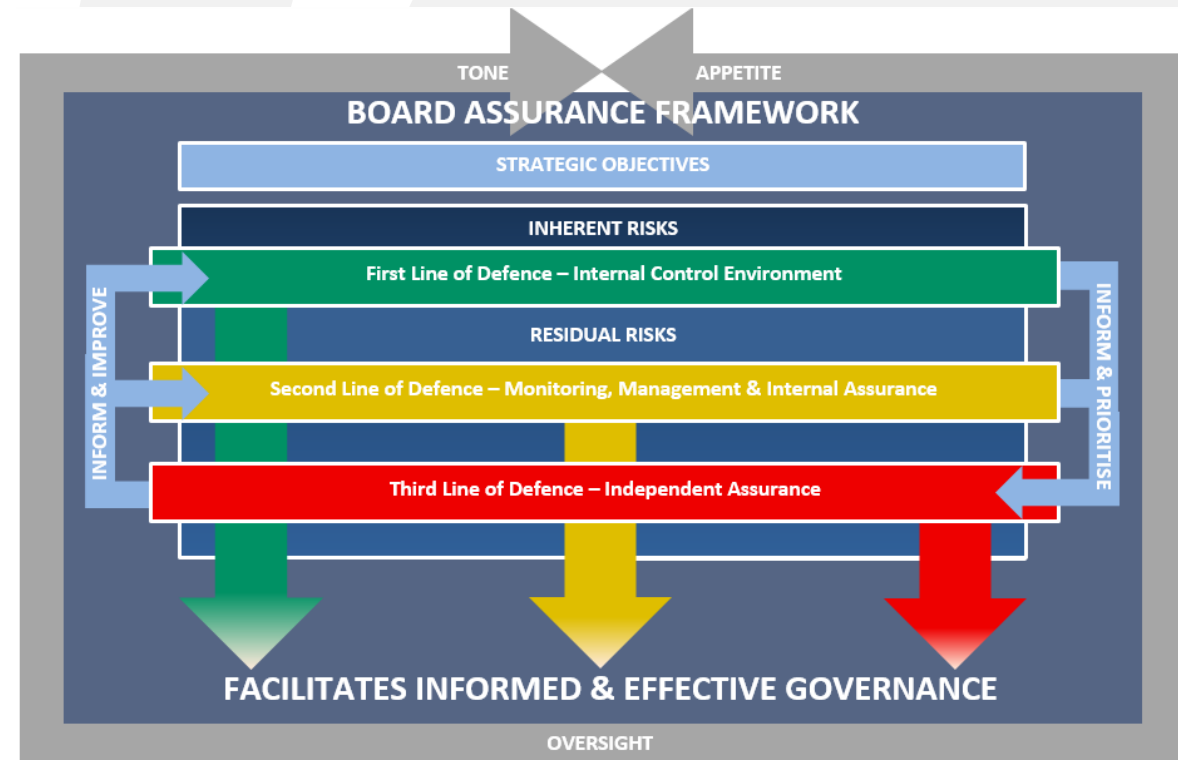 TONE
APPETITE
BOARD ASSURANCE FRAMEWORK
STRATEGIC OBJECTIVES
INHERENT RISKS
First Line of Defence – Internal Control Environment
INFORM & IMPROVE
INFORM & PRIORITISE
RESIDUAL RISKS
Second Line of Defence – Monitoring, Management & Internal Assurance
Third Line of Defence – Independent Assurance
FACILITATES INFORMED & EFFECTIVE GOVERNANCE
OVERSIGHT